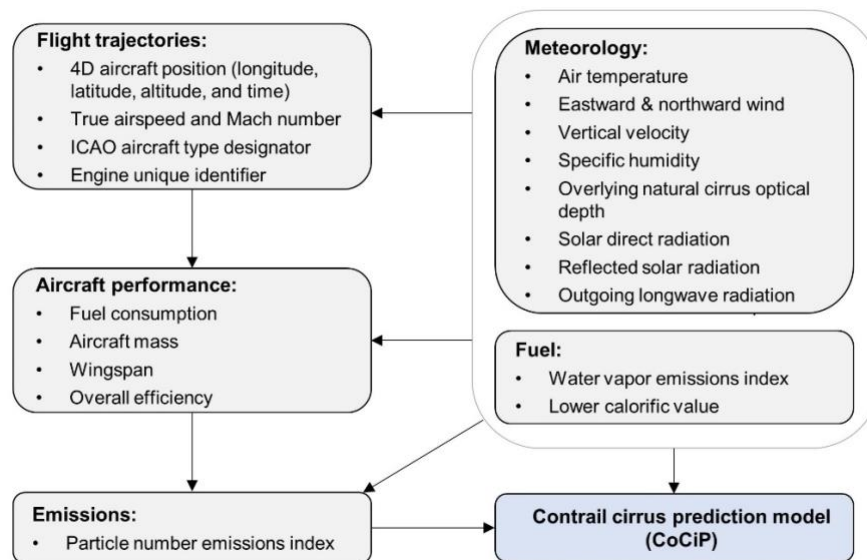 Flight trajectories:
• 4D aircraft position (longitude,
latitude, altitude, and time)
• True airspeed and Mach number
• ICAO aircraft type designator
• Engine unique identifier
Meteorology:
• Air temperature
• Eastward & northward wind
• Vertical velocity
• Specific humidity
• Overlying natural cirrus optical
depth
• Solar direct radiation
• Reflected solar radiation
• Outgoing longwave radiation
Aircraft performance:
• Fuel consumption
• Aircraft mass
• Wingspan
• Overall efficiency
Fuel:
• Water vapor emissions index
• Lower calorific value
Emissions:
• Particle number emissions index
Contrail cirrus prediction model
(CoCiP)